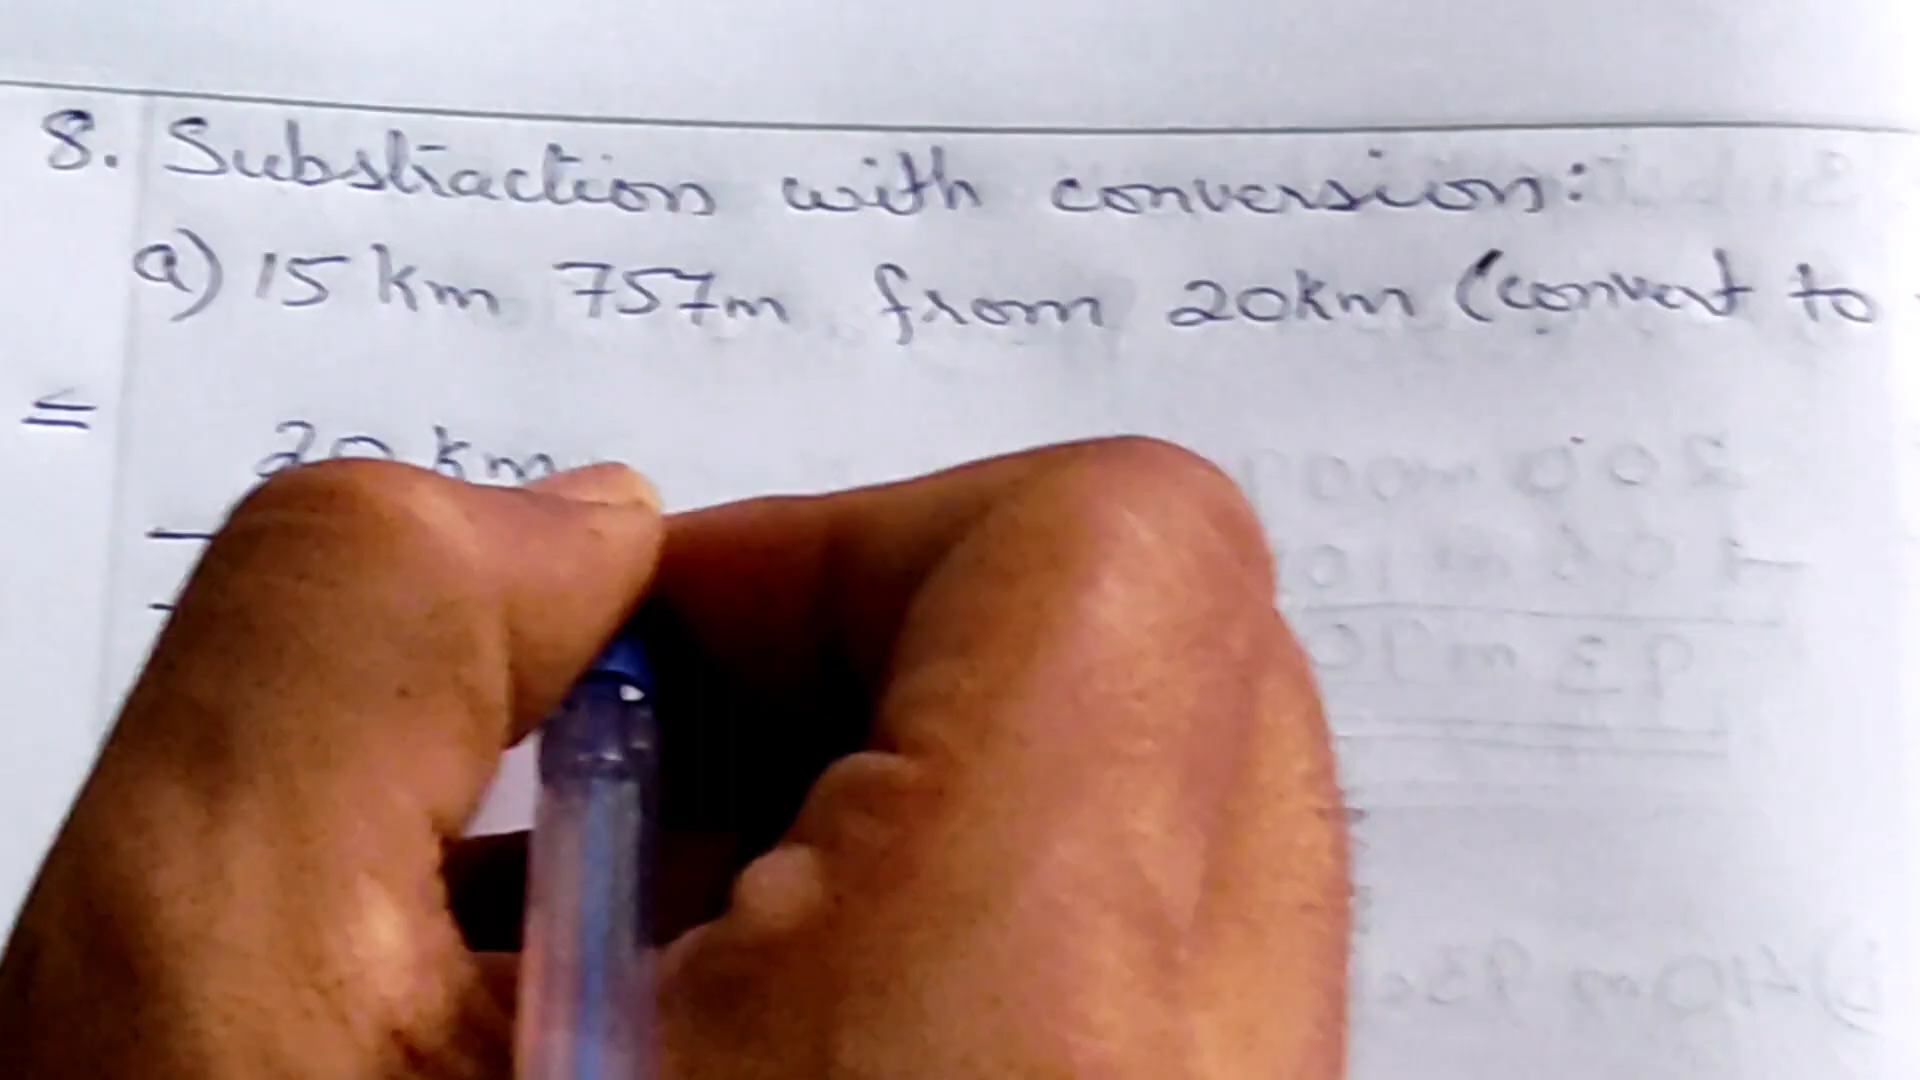 8. Substraction with conversion:
a) 15 km 757m from 20km (convert to
=
20 km